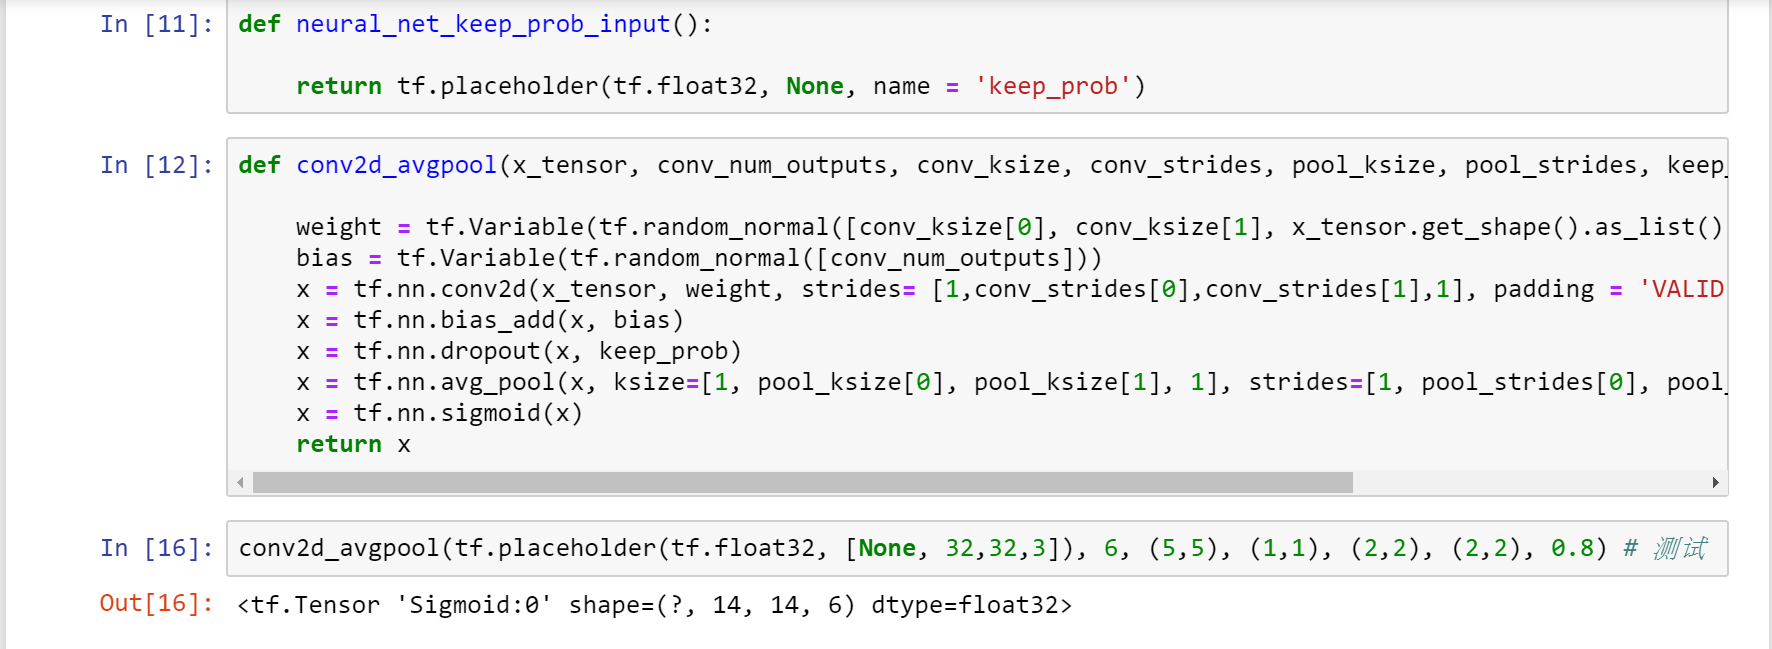 In [11]: def neural_net_keep_prob_input():
return tf.placeholder(tf.float32, None, name = 'keep_prob')
In [12]: def conv2d_avgpool(x_tensor, conv_num_outputs, conv_ksize, conv_strides, pool_ksize, pool_strides, keep_
weight = tf.Variable(tf.random_normal([conv_ksize[0], conv_ksize[1], x_tensor.get_shape().as_list()
bias = tf.Variable(tf.random_normal([conv_num_outputs]))
x = tf.nn.conv2d(x_tensor, weight, strides= [1,conv_strides[0],conv_strides[1],1], padding = 'VALID
x = tf.nn.bias_add(x, bias)
x = tf.nn.dropout(x, keep_prob)
x = tf.nn.avg_pool(x, ksize=[1, pool_ksize[0], pool_ksize[1], 1], strides=[1, pool_strides[0], pool_
x = tf.nn.sigmoid(x)
return x
In [16]: conv2d_avgpool(tf.placeholder(tf.float32, [None, 32,32,3]), 6, (5,5), (1,1), (2,2), (2,2), 0.8) # 测试
Out[16]: <tf.Tensor 'Sigmoid:0' shape=(?, 14, 14, 6) dtype=float32>